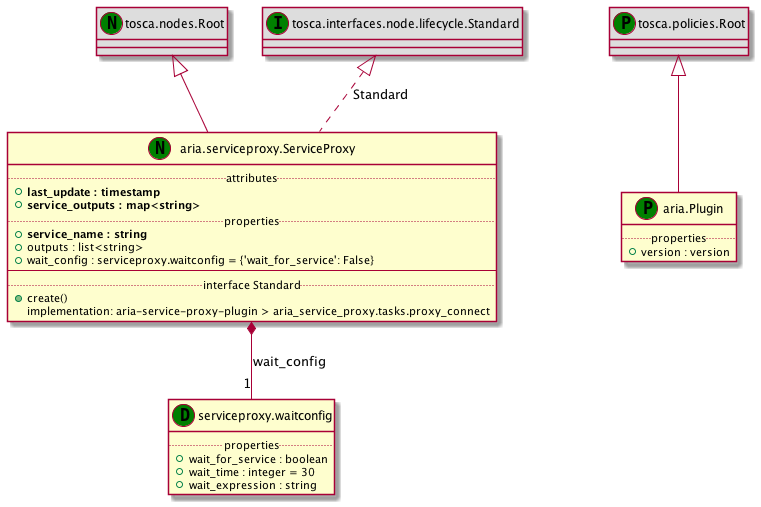 N tosca.nodes.Root
I tosca.interfaces.node.lifecycle.Standard
P tosca.policies.Root
Standard
N aria.serviceproxy.ServiceProxy
attributes
last_update : timestamp
service_outputs : map<string>
properties
service_name : string
outputs : list<string>
wait_config : serviceproxy.waitconfig = {'wait_for_service': False}
interface Standard
create()
implementation: aria-service-proxy-plugin > aria_service_proxy.tasks.proxy_connect
P aria.Plugin
properties
version : version
wait_config
1
D serviceproxy.waitconfig
properties
wait_for_service : boolean
wait_time : integer = 30
wait_expression : string